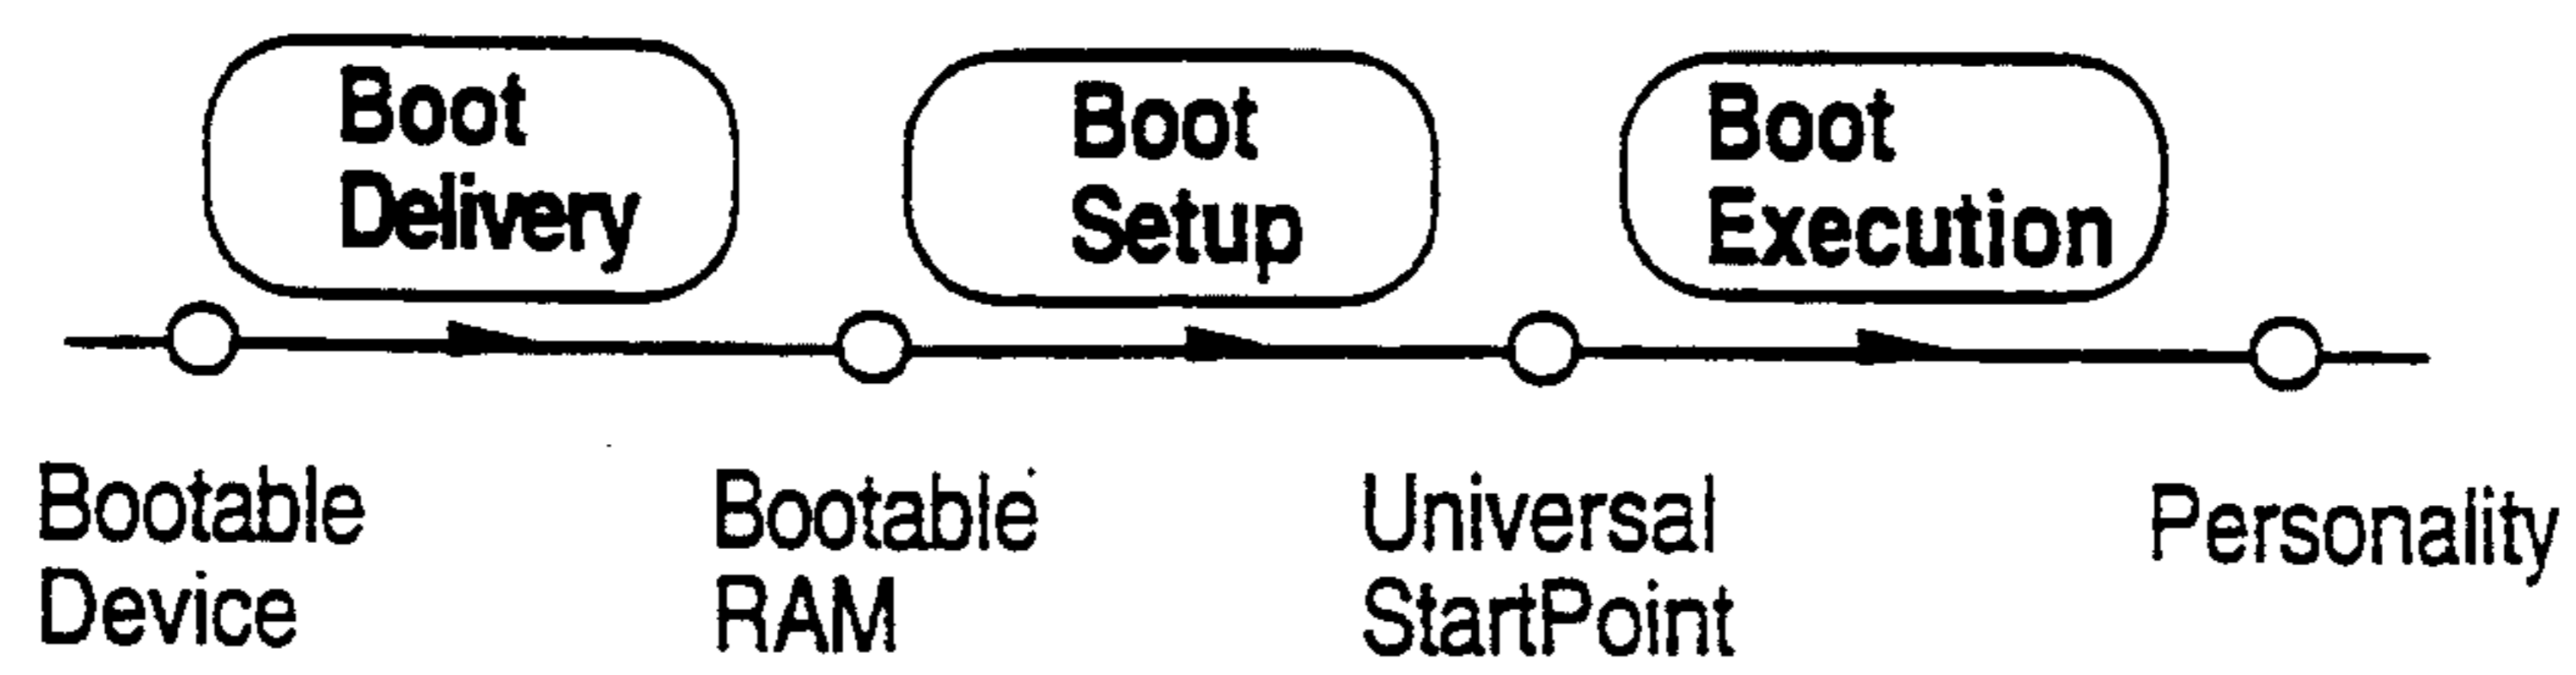 Boot
Delivery
Boot
Setup
Boot
Execution
Bootable
Device
Bootable
RAM
Universal
StartPoint
Personality